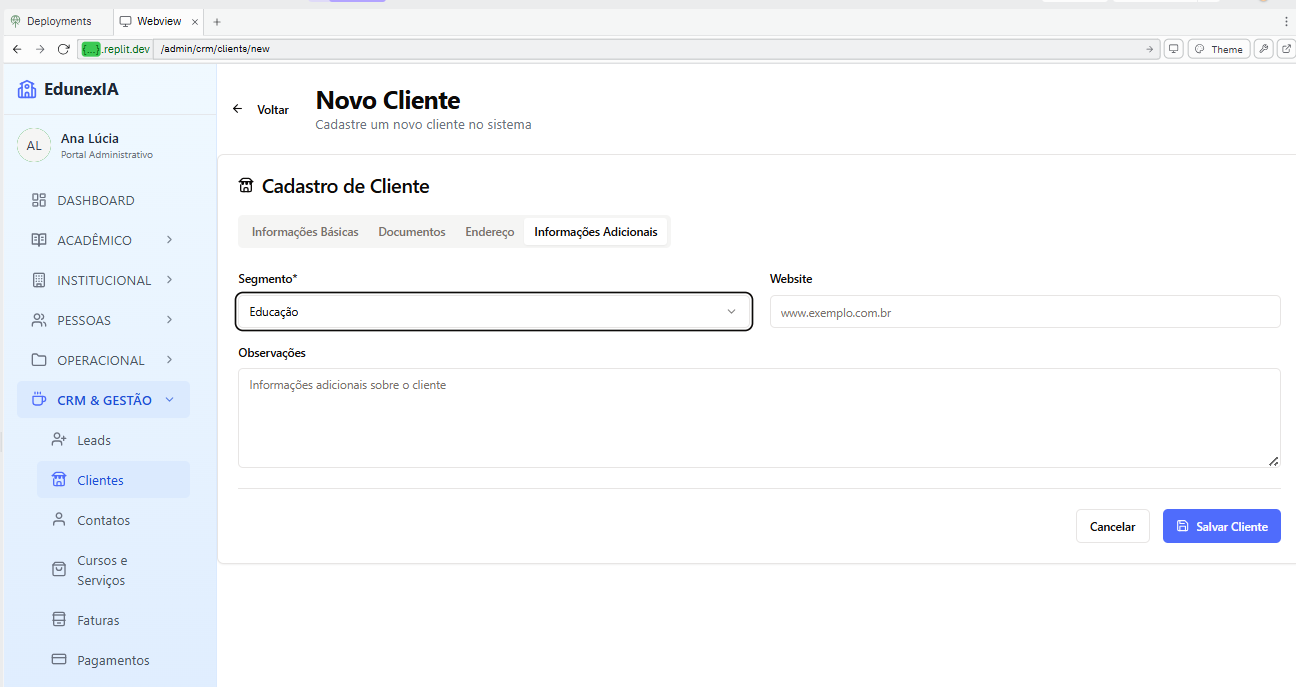 Deployments
Webview
{...}.replit.dev
/admin/crm/clients/new
Theme
EdunexIA
AL
Ana Lúcia
Portal Administrativo
DASHBOARD
ACADÊMICO
INSTITUCIONAL
PESSOAS
OPERACIONAL
CRM & GESTÃO
Leads
Clientes
Contatos
Cursos e
Serviços
Faturas
Pagamentos
Voltar
Novo Cliente
Cadastre um novo cliente no sistema
Cadastro de Cliente
Informações Básicas
Documentos
Endereço
Informações Adicionais
Segmento*
Website
Educação
www.exemplo.com.br
Observações
Informações adicionais sobre o cliente
Cancelar
Salvar Cliente